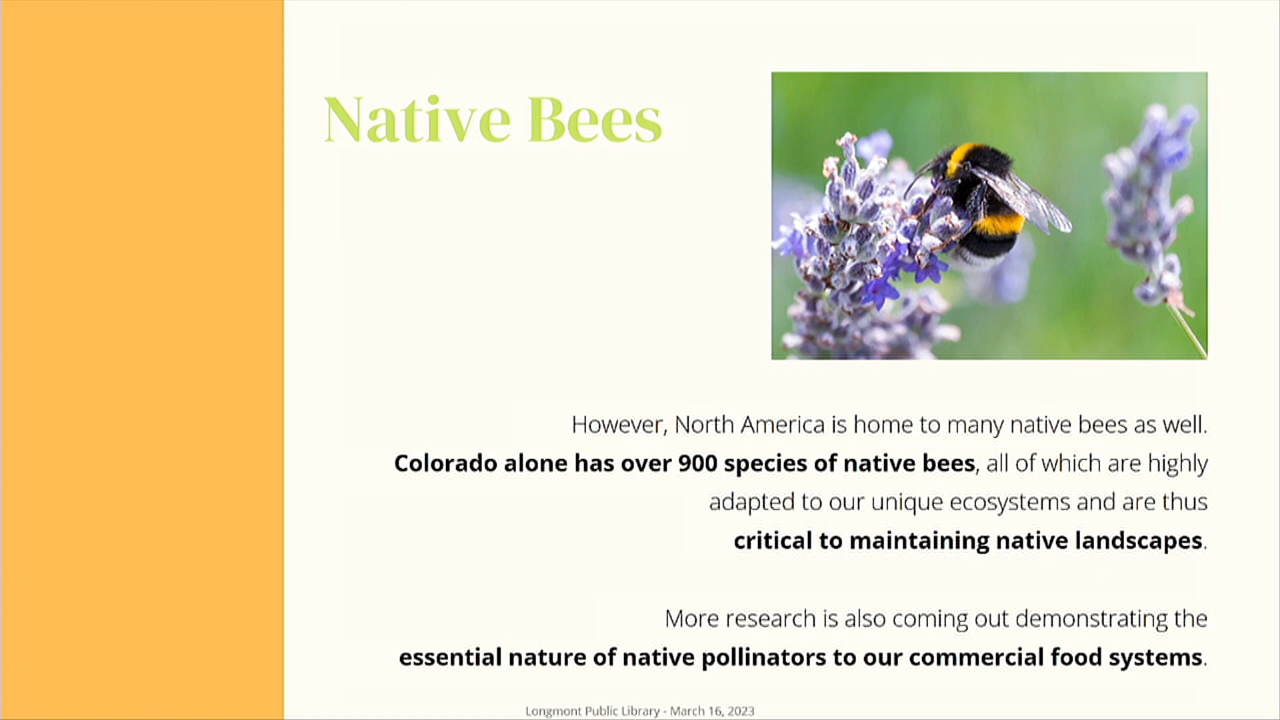 Native Bees
However, North America is home to many native bees as well.
Colorado alone has over 900 species of native bees, all of which are highly
adapted to our unique ecosystems and are thus
critical to maintaining native landscapes.
More research is also coming out demonstrating the
essential nature of native pollinators to our commercial food systems.
Longmont Public Library - March 16, 2023